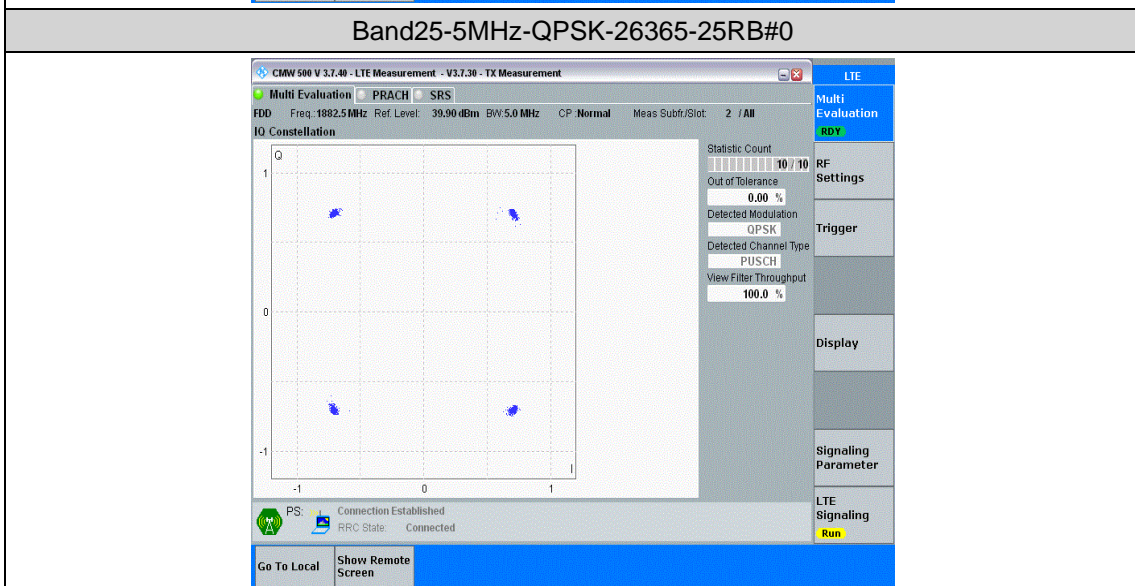 Band25-5MHz-QPSK-26365-25RB#0
CMW 500 V 3.7.40 - LTE Measurement - V3.7.30 - TX Measurement
LTE
Multi Evaluation PRACH SRS
FDD Freq.:1882.5 MHz Ref. Level: 39.90 dBm BW:5.0 MHz CP :Normal Meas Subfr./Slot: 2 / All
IQ Constellation
Multi
Evaluation
RDY
Q
1
0
-1
I
-1 0 1
Statistic Count
10 / 10
Out of Tolerance
0.00 %
Detected Modulation
QPSK
Detected Channel Type
PUSCH
View Filter Throughput
100.0 %
RF
Settings
Trigger
Display
Signaling
Parameter
LTE
Signaling
Run
PS: Connection Established
RRC State: Connected
Go To Local
Show Remote
Screen